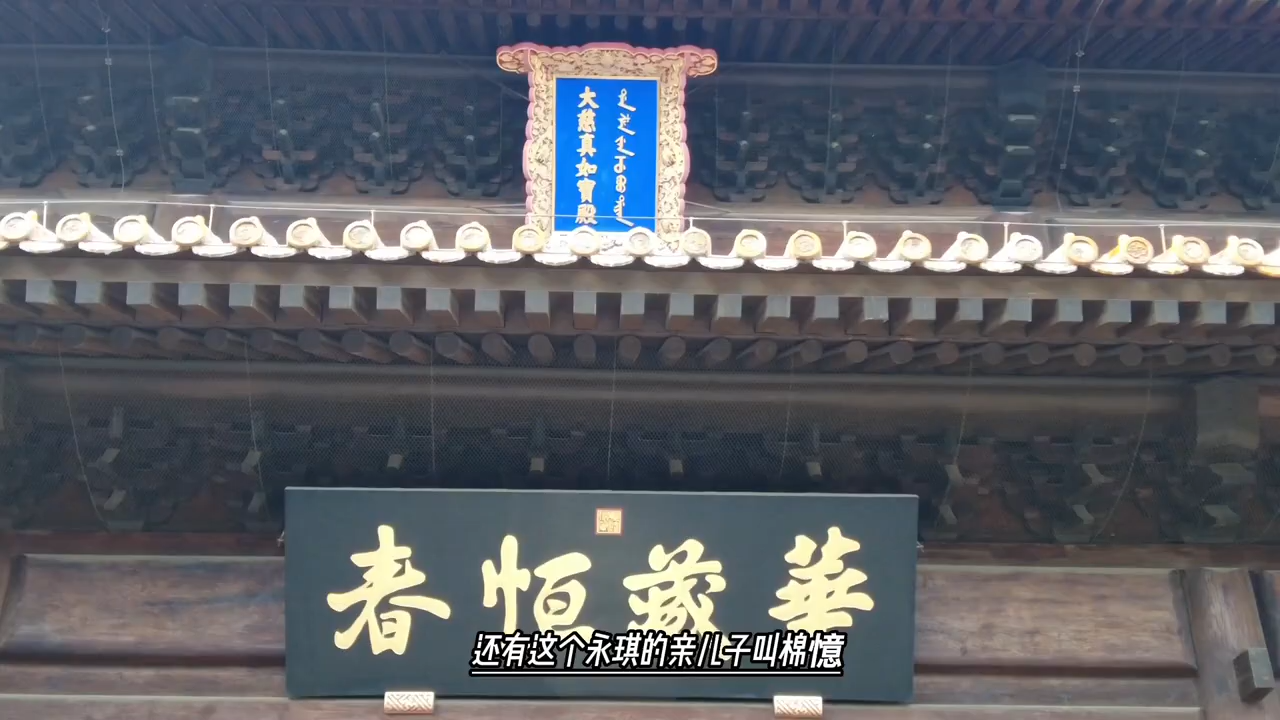 大慈真如寶殿
華藏恒春
还有这个永琪的亲儿子叫棉憶